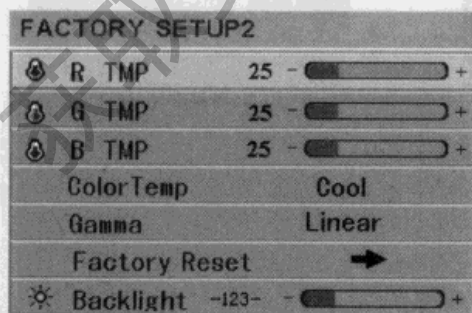 FACTORY SETUP2
R TMP 25 - +
G TMP 25 - +
B TMP 25 - +
ColorTemp Cool
Gamma Linear
Factory Reset
Backlight -123- - +